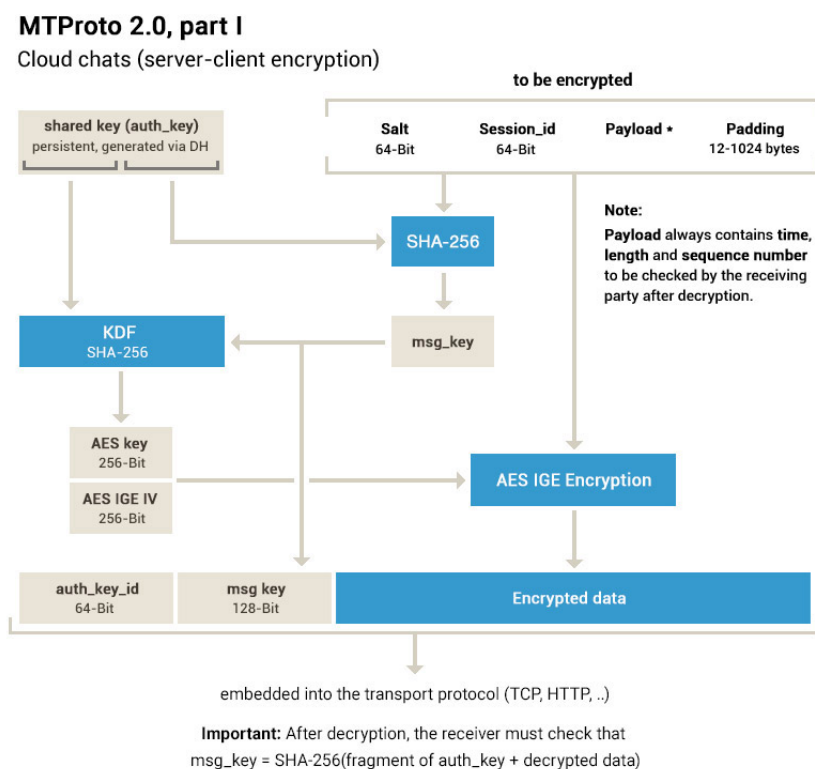 MTProto 2.0, part I
Cloud chats (server-client encryption)
to be encrypted
shared key (auth_key)
persistent, generated via DH
Salt
64-Bit
Session_id
64-Bit
Payload *
Padding
12-1024 bytes
Note:
Payload always contains time,
length and sequence number
to be checked by the receiving
party after decryption.
SHA-256
KDF
SHA-256
msg_key
AES key
256-Bit
AES IGE IV
256-Bit
AES IGE Encryption
auth_key_id
64-Bit
msg key
128-Bit
Encrypted data
embedded into the transport protocol (TCP, HTTP, ..)
Important: After decryption, the receiver must check that
msg_key = SHA-256(fragment of auth_key + decrypted data)